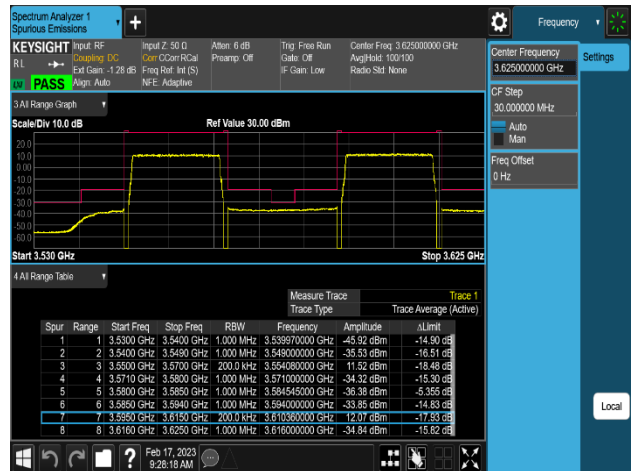 Spectrum Analyzer 1
Spurious Emissions
Frequency
KEYSIGHT
Input: RF
Input Z: 50 Ω
Atten: 6 dB
Trig: Free Run
Center Freq: 3.625000000 GHz
RL
Coupling: DC
Corr CCorr RCal
Preamp: Off
Gate: Off
Avg|Hold: 100/100
Ext Gain: -1.28 dB
Freq Ref: Int (S)
IF Gain: Low
Radio Std: None
PASS
Align: Auto
NFE: Adaptive
Center Frequency
3.625000000 GHz
Settings
CF Step
30.000000 MHz
Auto
Man
Freq Offset
0 Hz
3 All Range Graph
Scale/Div 10.0 dB
Ref Value 30.00 dBm
20.0
10.0
0.00
-10.0
-20.0
-30.0
-40.0
-50.0
-60.0
Start 3.530 GHz
Stop 3.625 GHz
4 All Range Table
Measure Trace
Trace 1
Trace Type
Trace Average (Active)
Spur Range Start Freq Stop Freq RBW Frequency Amplitude ΔLimit
1 1 3.5300 GHz 3.5400 GHz 1.000 MHz 3.539970000 GHz -45.92 dBm -14.90 dB
2 2 3.5400 GHz 3.5490 GHz 1.000 MHz 3.549000000 GHz -35.53 dBm -16.51 dB
3 3 3.5500 GHz 3.5700 GHz 200.0 kHz 3.554080000 GHz 11.52 dBm -18.48 dB
4 4 3.5710 GHz 3.5800 GHz 1.000 MHz 3.571000000 GHz -34.32 dBm -15.30 dB
5 5 3.5800 GHz 3.5850 GHz 1.000 MHz 3.584545000 GHz -36.38 dBm -5.355 dB
6 6 3.5850 GHz 3.5940 GHz 1.000 MHz 3.594000000 GHz -33.85 dBm -14.83 dB
7 7 3.5950 GHz 3.6150 GHz 200.0 kHz 3.610360000 GHz 12.07 dBm -17.93 dB
8 8 3.6160 GHz 3.6250 GHz 1.000 MHz 3.616000000 GHz -34.84 dBm -15.82 dB
Local
Feb 17, 2023
9:28:18 AM